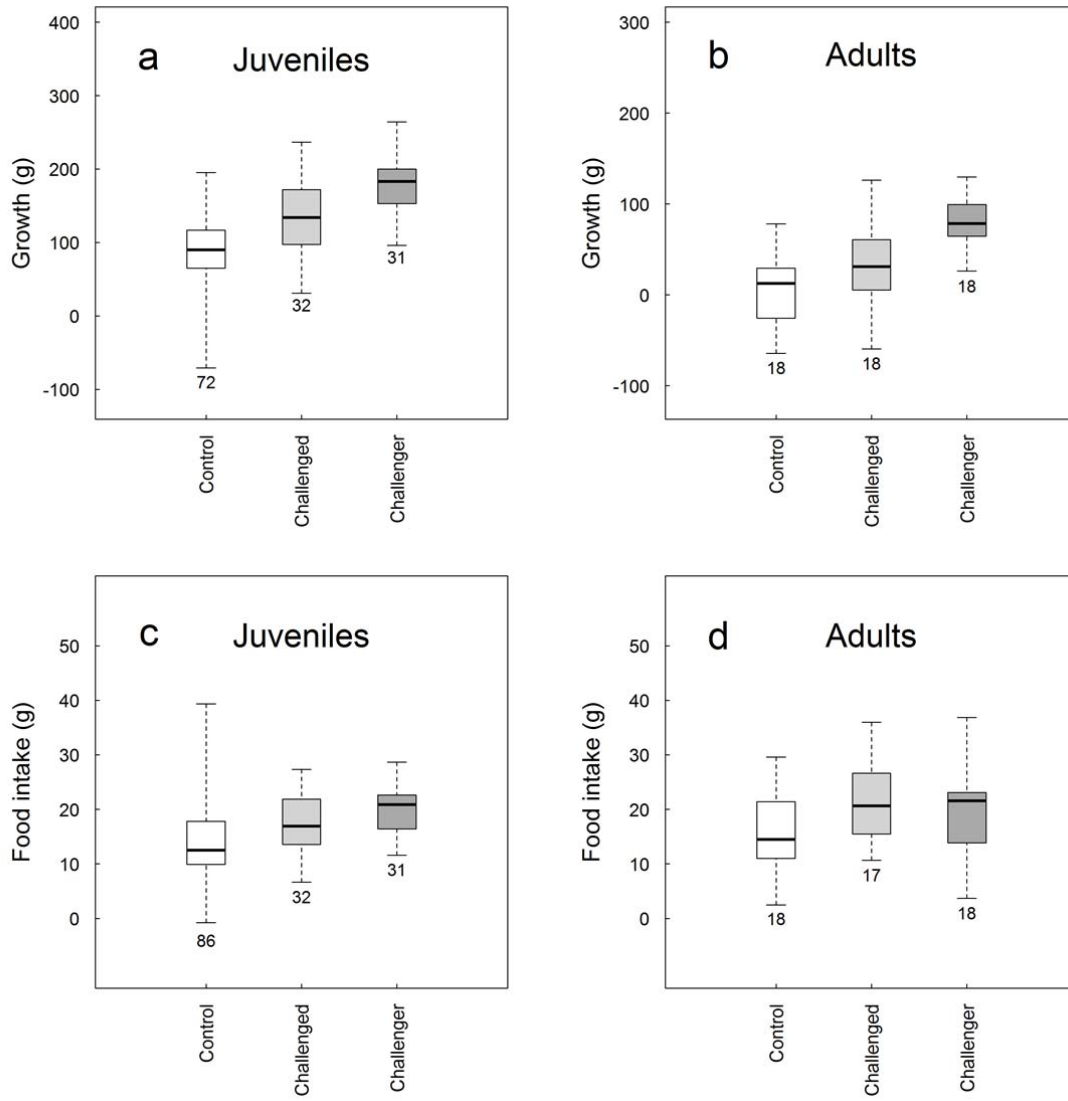 a Juveniles
Growth (g)
400
300
200
100
0
-100
72
32
31
Control
Challenged
Challenger
b Adults
Growth (g)
300
200
100
0
-100
18
18
18
Control
Challenged
Challenger
c Juveniles
Food intake (g)
50
40
30
20
10
0
86
32
31
Control
Challenged
Challenger
d Adults
Food intake (g)
50
40
30
20
10
0
18
17
18
Control
Challenged
Challenger